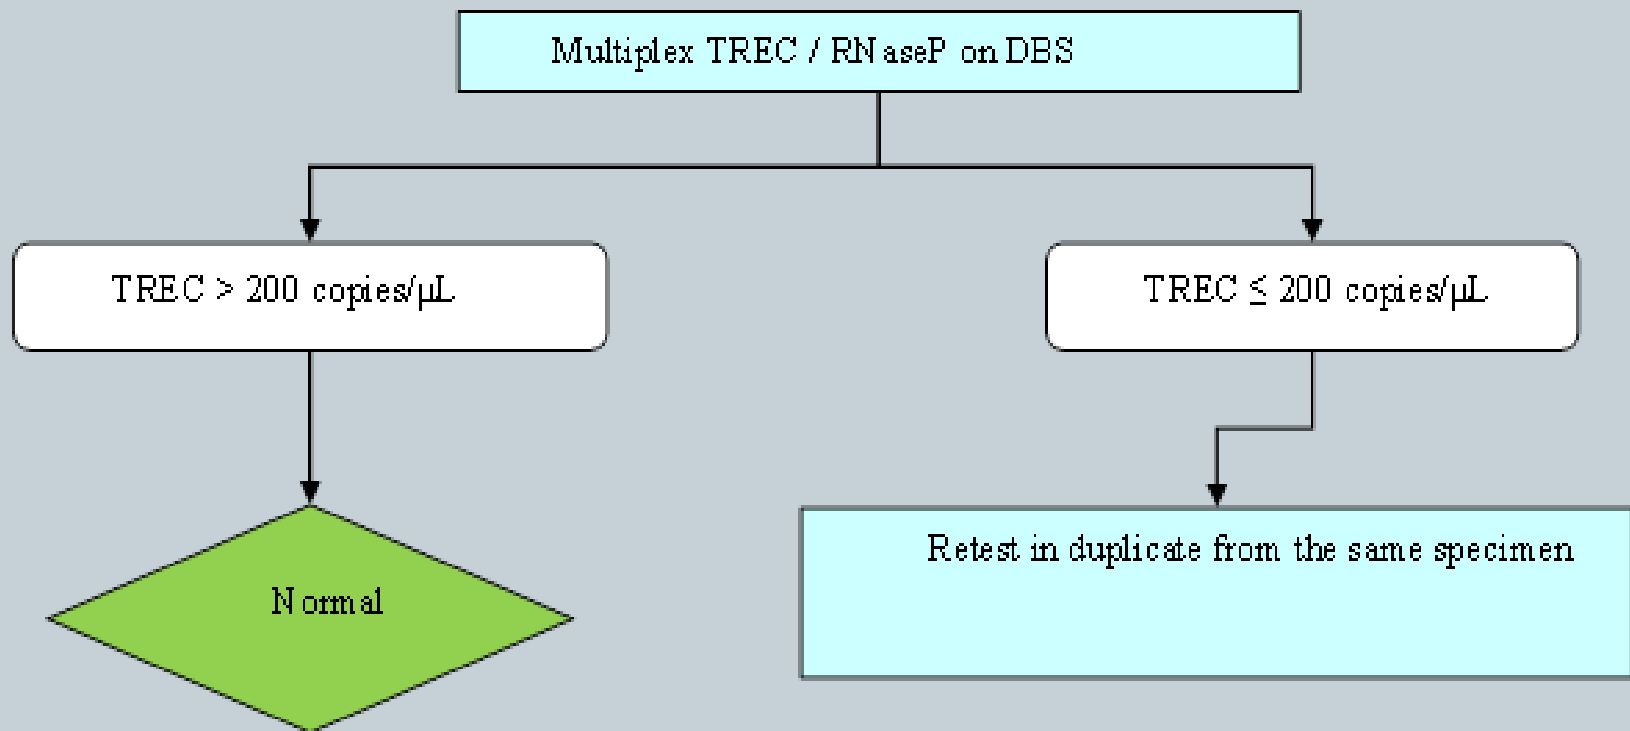 Multiplex TREC / RNaseP on DBS
TREC > 200 copies/μL
TREC ≤ 200 copies/μL
Normal
Retest in duplicate from the same specimen